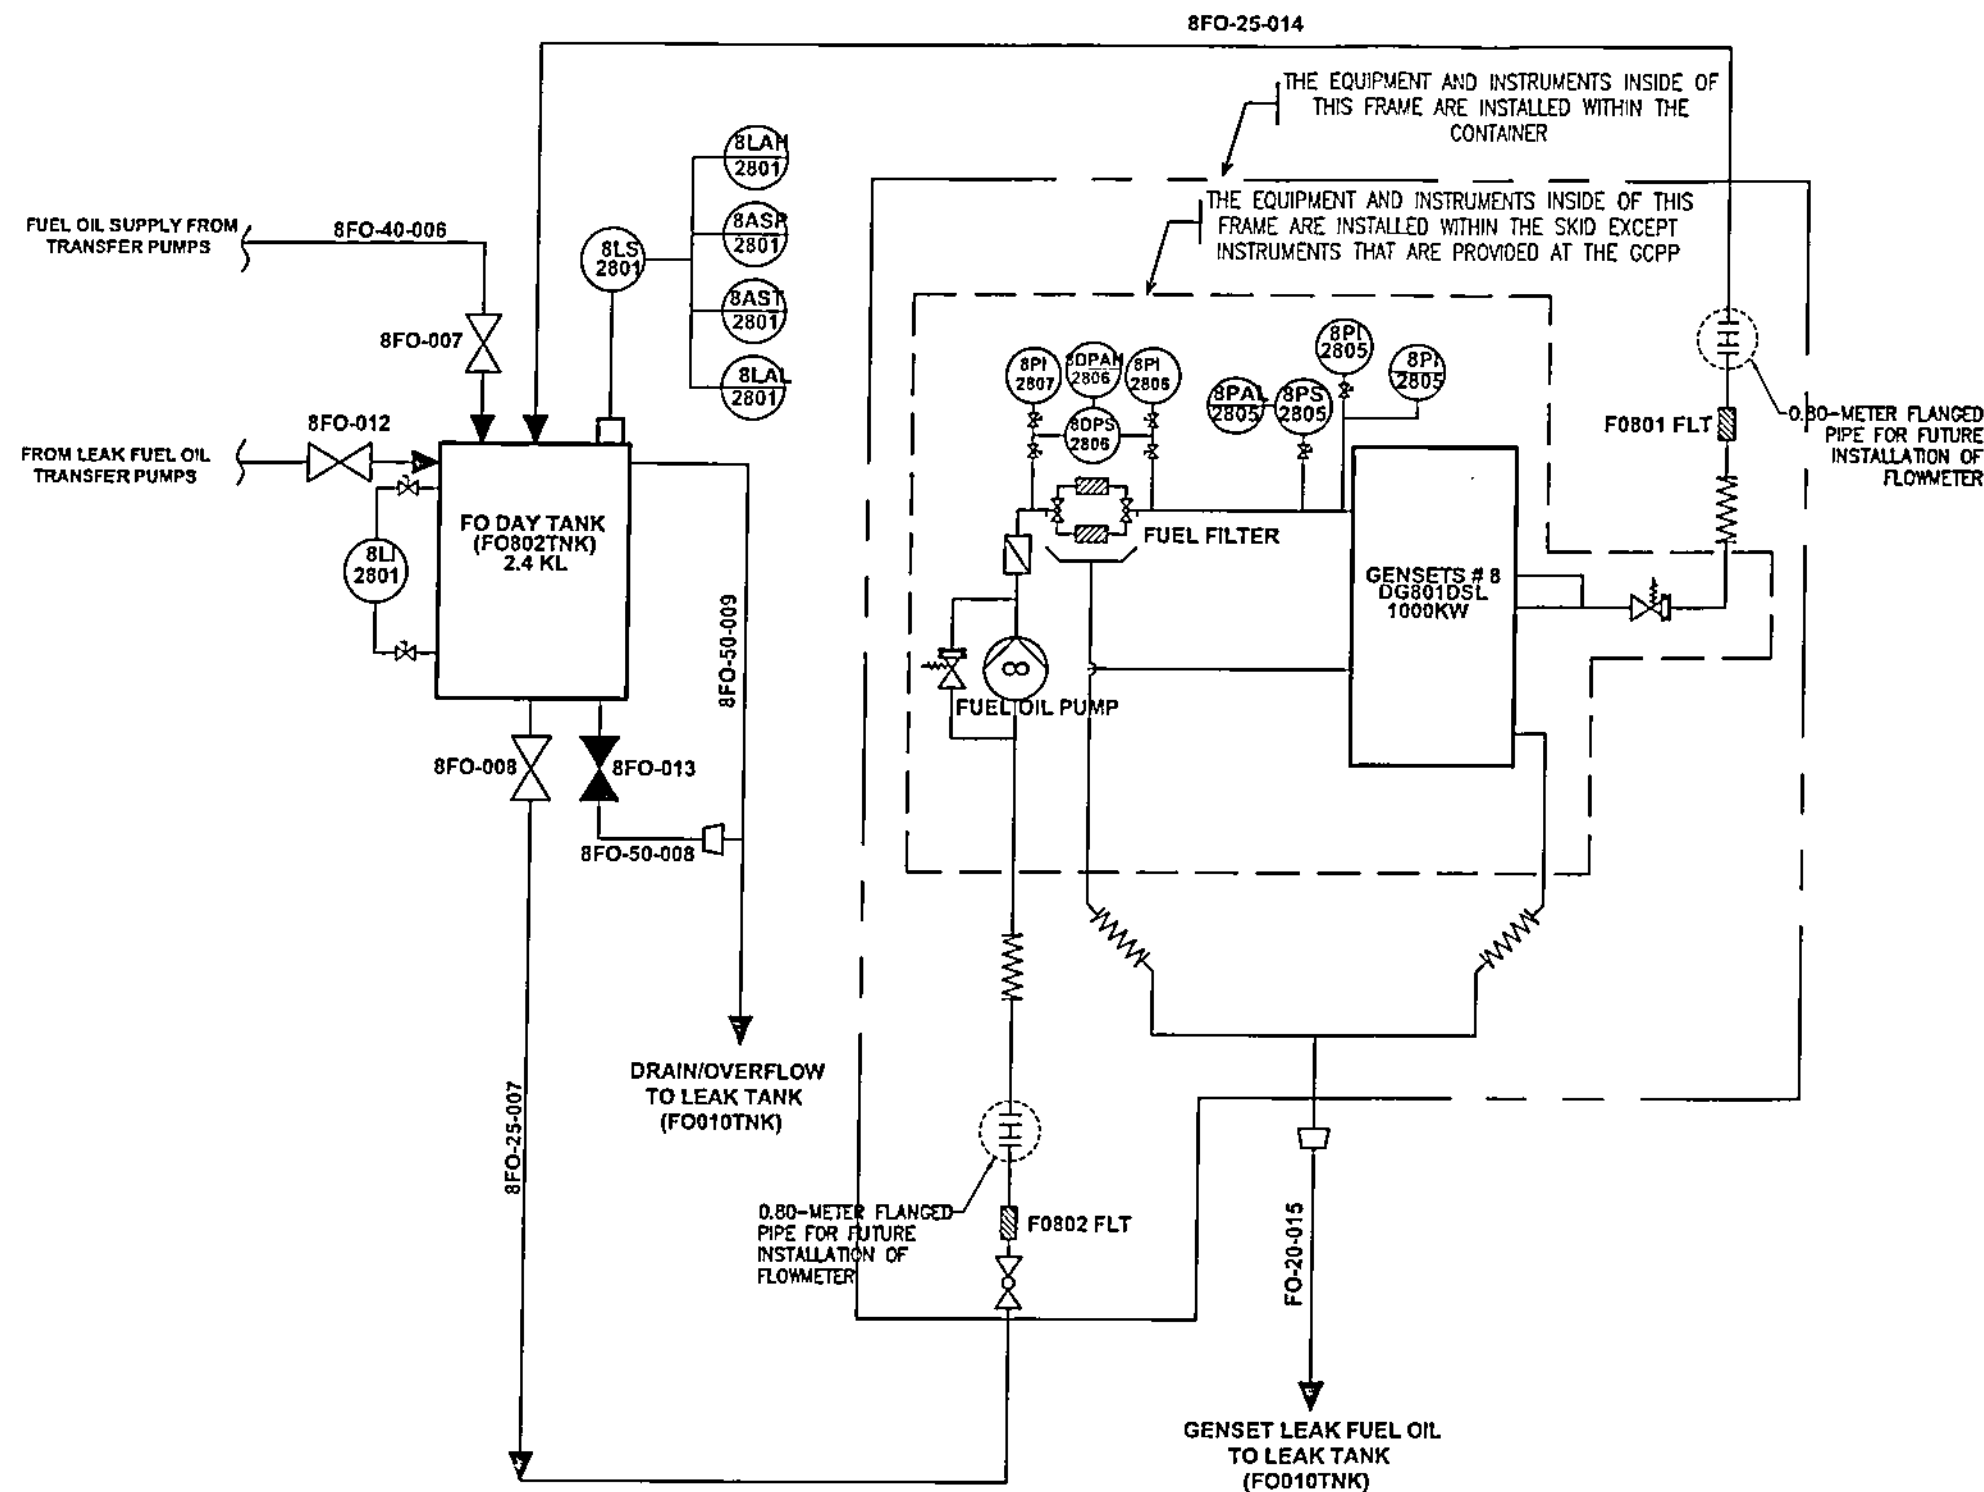 8FO-25-014
THE EQUIPMENT AND INSTRUMENTS INSIDE OF
THIS FRAME ARE INSTALLED WITHIN THE
CONTAINER
THE EQUIPMENT AND INSTRUMENTS INSIDE OF THIS
FRAME ARE INSTALLED WITHIN THE SKID EXCEPT
INSTRUMENTS THAT ARE PROVIDED AT THE GCPP
8LAH
2801
8ASP
2801
8AST
2801
8LAL
2801
8LS
2801
FUEL OIL SUPPLY FROM
TRANSFER PUMPS
8FO-40-006
8FO-007
8FO-012
FROM LEAK FUEL OIL
TRANSFER PUMPS
8LI
2801
FO DAY TANK
(FO802TNK)
2.4 KL
8FO-50-009
8FO-008
8FO-013
8FO-50-008
8FO-25-007
DRAIN/OVERFLOW
TO LEAK TANK
(FO010TNK)
8PI
2807
8DPAH
2806
8PI
2806
8DPS
2806
8PAL
2805
8PS
2805
8PI
2805
8PI
2805
FUEL FILTER
FUEL OIL PUMP
GENSETS # 8
DG801DSL
1000KW
F0801 FLT
0.80-METER FLANGED
PIPE FOR FUTURE
INSTALLATION OF
FLOWMETER
0.80-METER FLANGED
PIPE FOR FUTURE
INSTALLATION OF
FLOWMETER
F0802 FLT
FO-20-015
GENSET LEAK FUEL OIL
TO LEAK TANK
(FO010TNK)